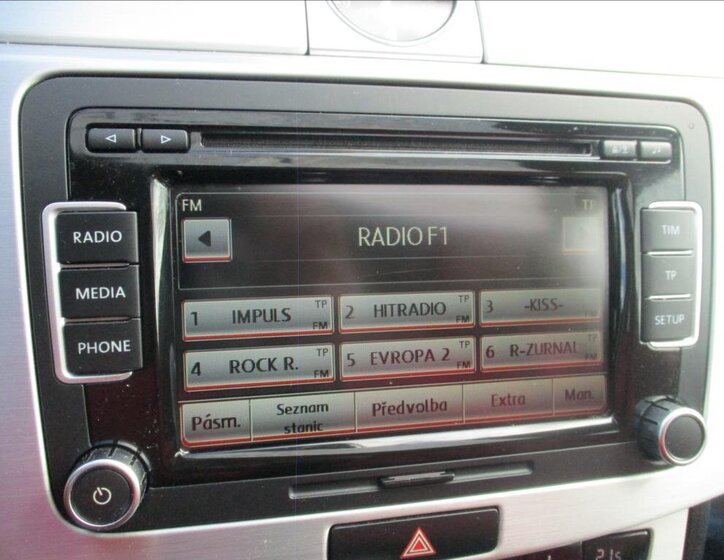 FM TP
RADIO F1
RADIO
MEDIA
PHONE
TIM
TP
SETUP
1 IMPULS TP FM
2 HITRADIO TP FM
3 -KISS-
4 ROCK R. TP FM
5 EVROPA 2 TP FM
6 R-ZURNAL FM
Pásm.
Seznam
stanic
Předvolba
Extra
Man.